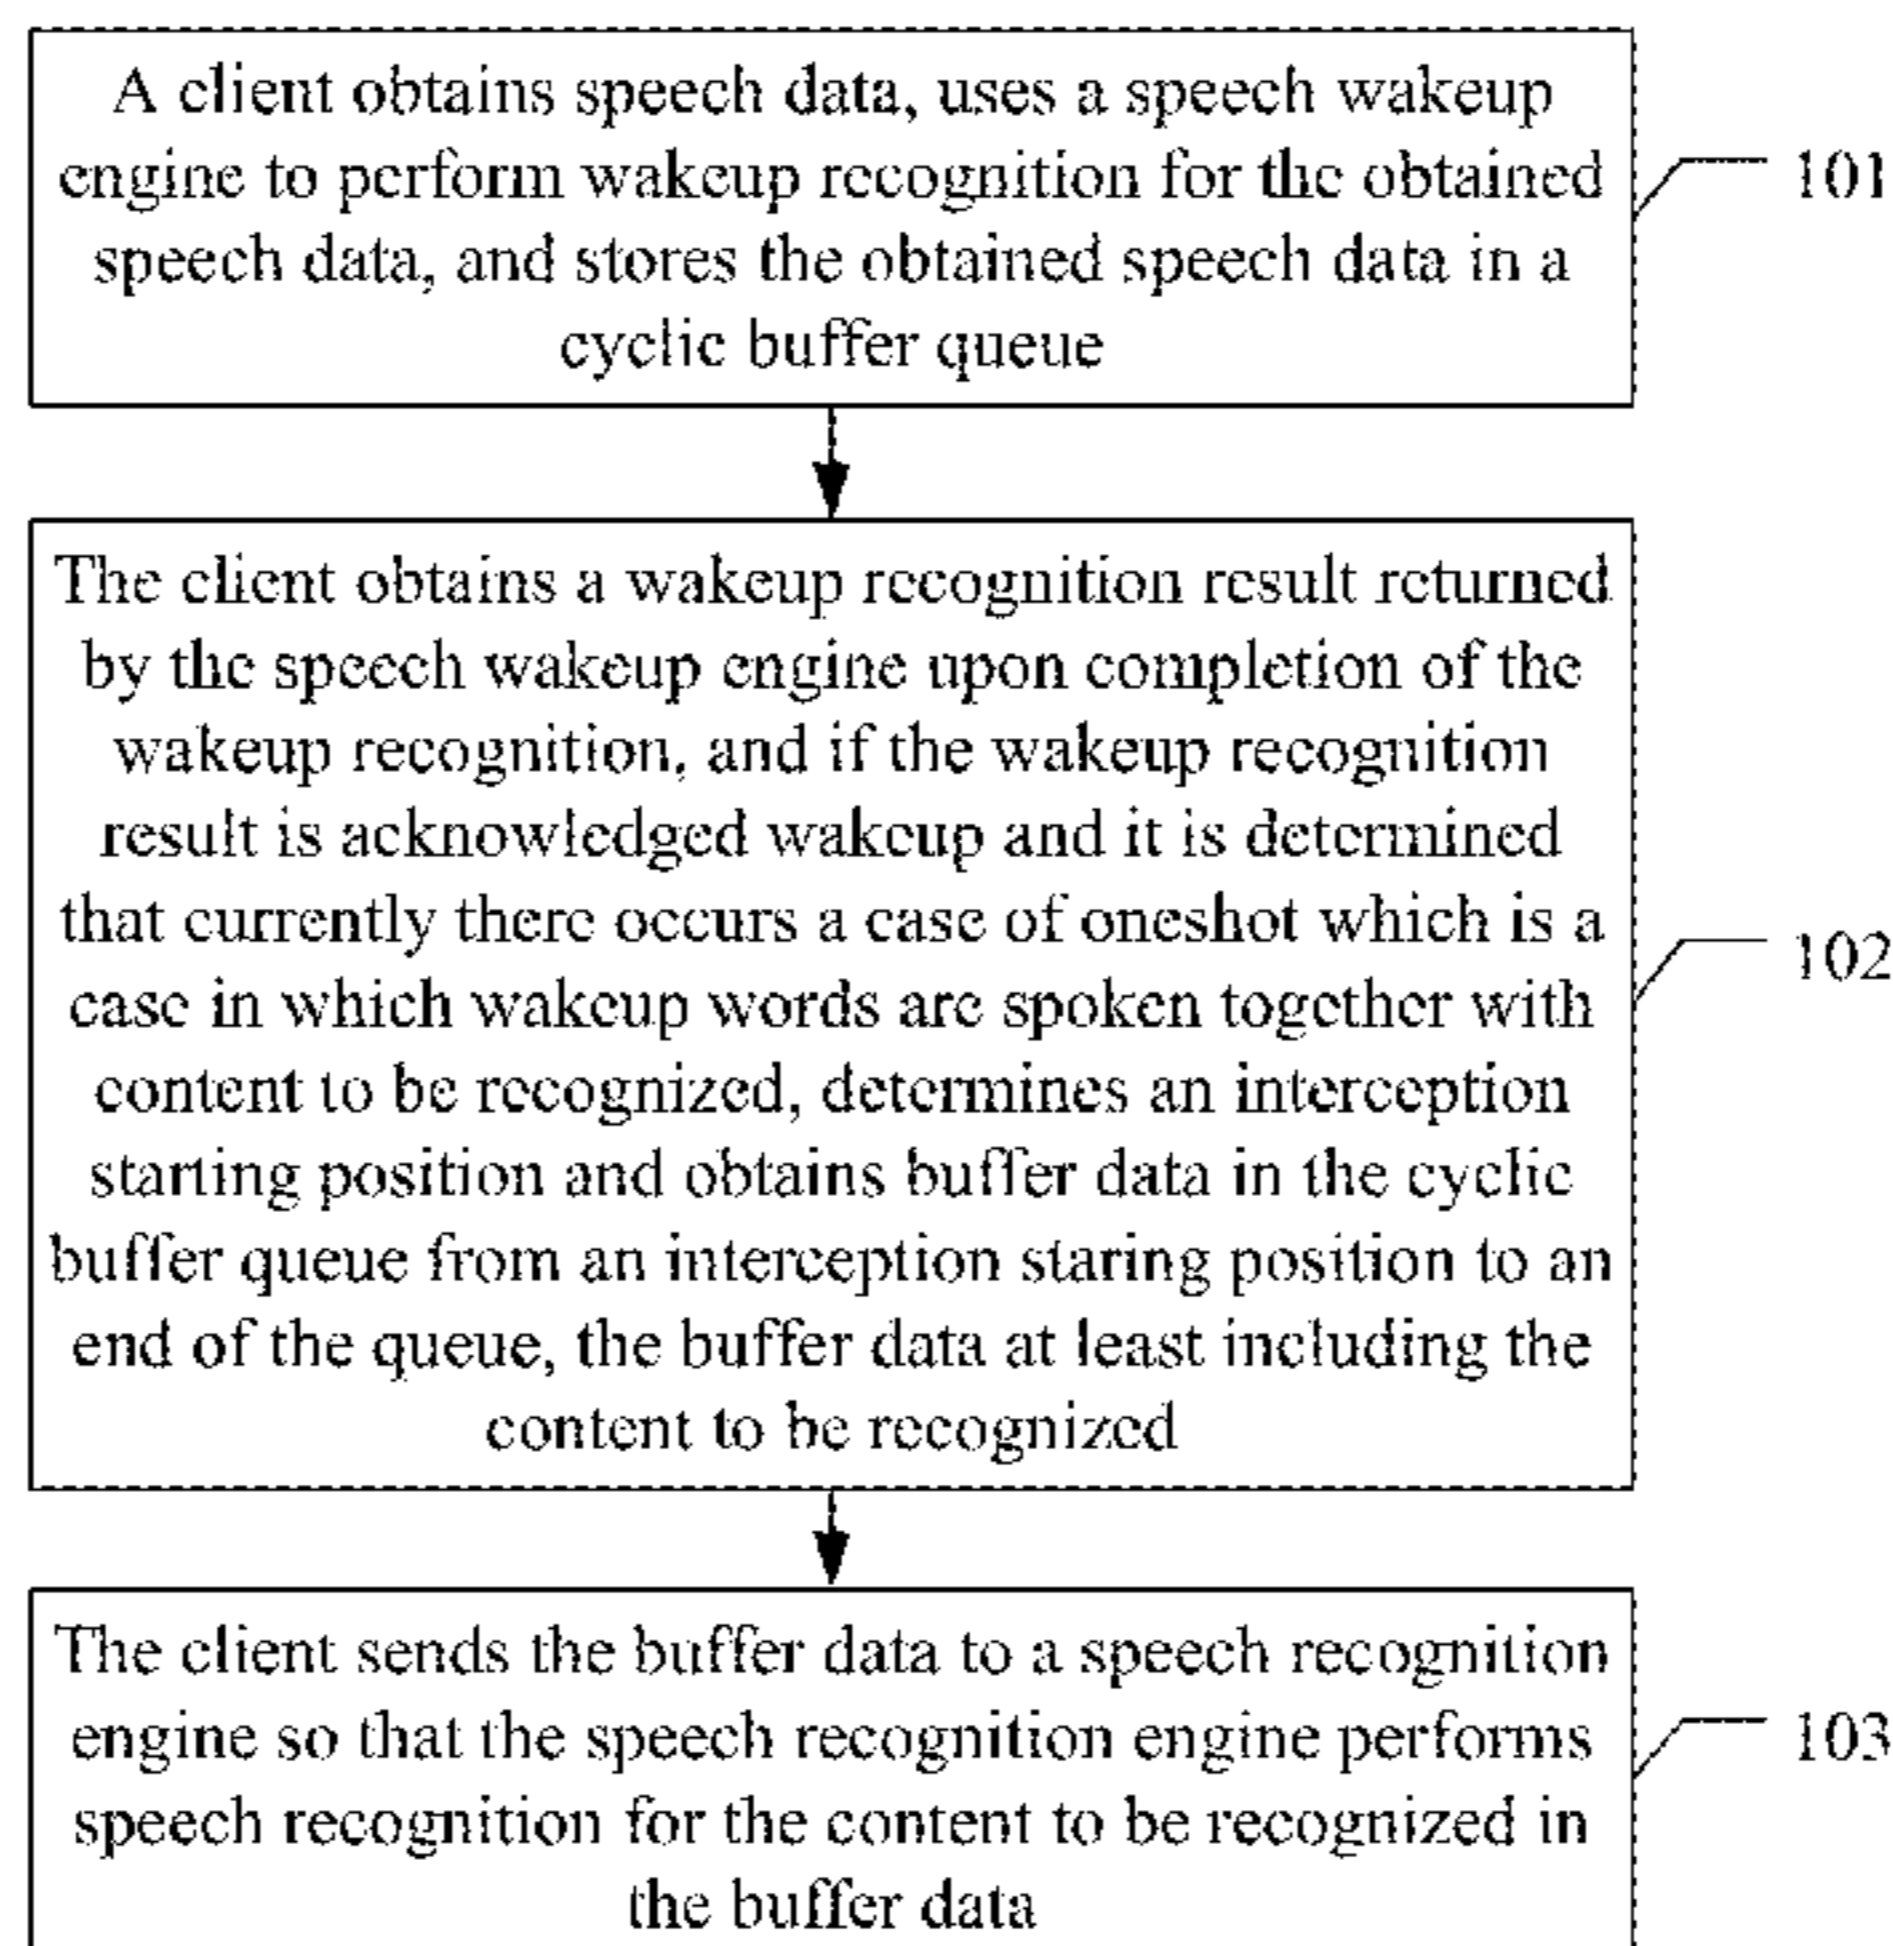 A client obtains speech data, uses a speech wakeup
engine to perform wakeup recognition for the obtained
speech data, and stores the obtained speech data in a
cyclic buffer queue
101
The client obtains a wakeup recognition result returned
by the speech wakeup engine upon completion of the
wakeup recognition, and if the wakeup recognition
result is acknowledged wakeup and it is determined
that currently there occurs a case of oneshot which is a
case in which wakeup words are spoken together with
content to be recognized, determines an interception
starting position and obtains buffer data in the cyclic
buffer queue from an interception staring position to an
end of the queue, the buffer data at least including the
content to be recognized
102
The client sends the buffer data to a speech recognition
engine so that the speech recognition engine performs
speech recognition for the content to be recognized in
the buffer data
103